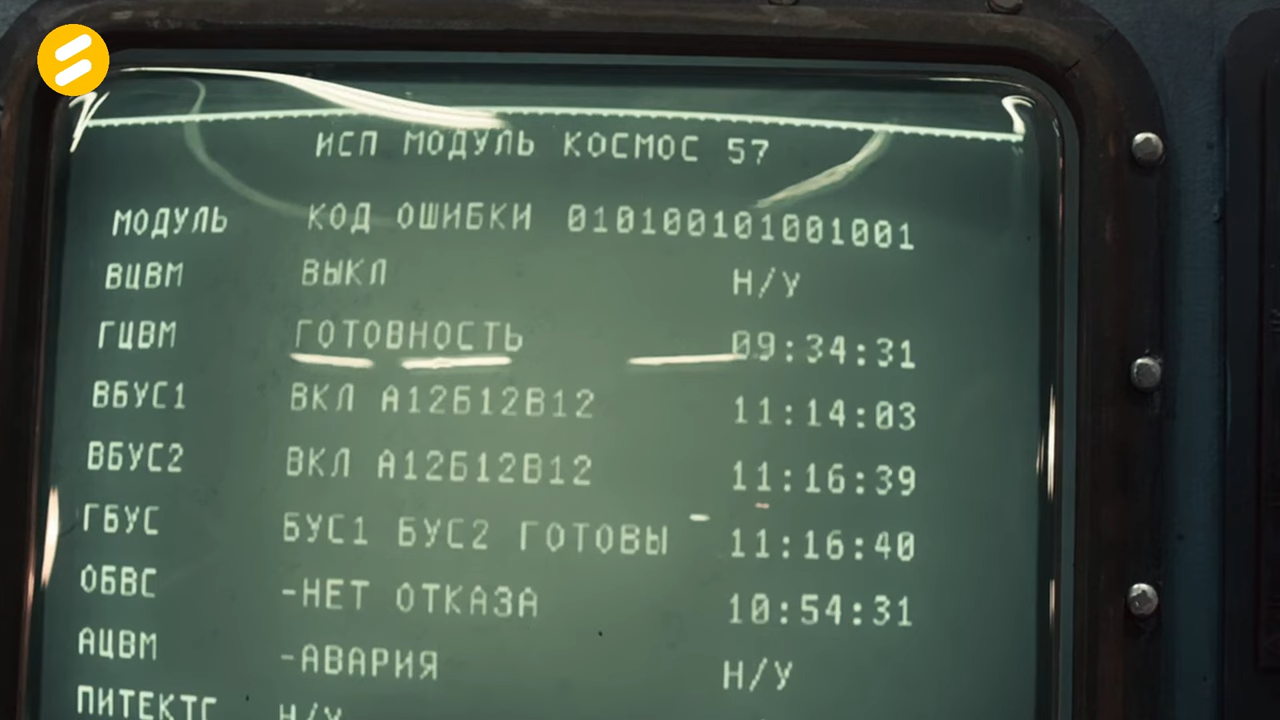 ИСП МОДУЛЬ КОСМОС 57
МОДУЛЬ КОД ОШИБКИ 010100101001001
ВЦВМ ВЫКЛ Н/У
ГЦВМ ГОТОВНОСТЬ 09:34:31
ВБУС1 ВКЛ А12Б12В12 11:14:03
ВБУС2 ВКЛ А12Б12В12 11:16:39
ГБУС БУС1 БУС2 ГОТОВЫ 11:16:40
ОБВС -НЕТ ОТКАЗА 10:54:31
АЦВМ -АВАРИЯ Н/У
ПИТЕКТС Н/У